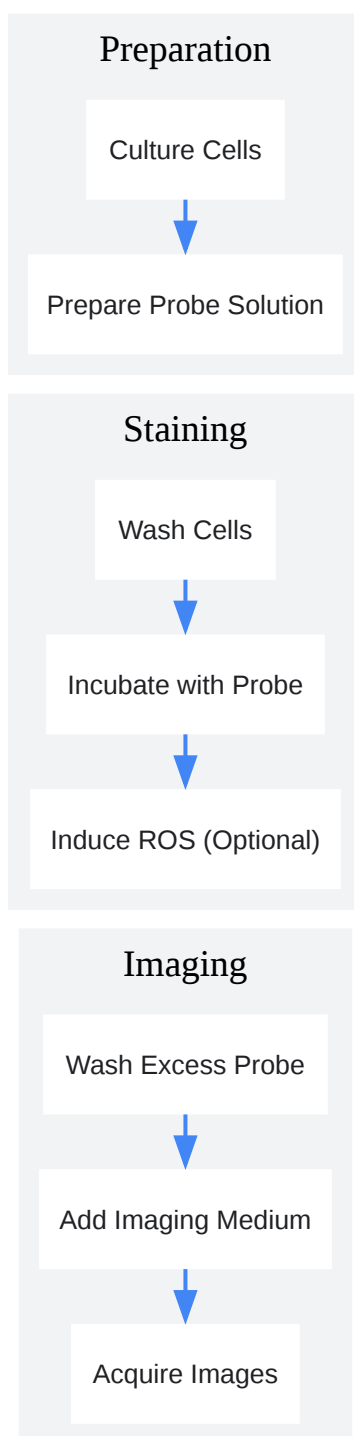 Preparation
Culture Cells
Prepare Probe Solution
Staining
Wash Cells
Incubate with Probe
Induce ROS (Optional)
Imaging
Wash Excess Probe
Add Imaging Medium
Acquire Images